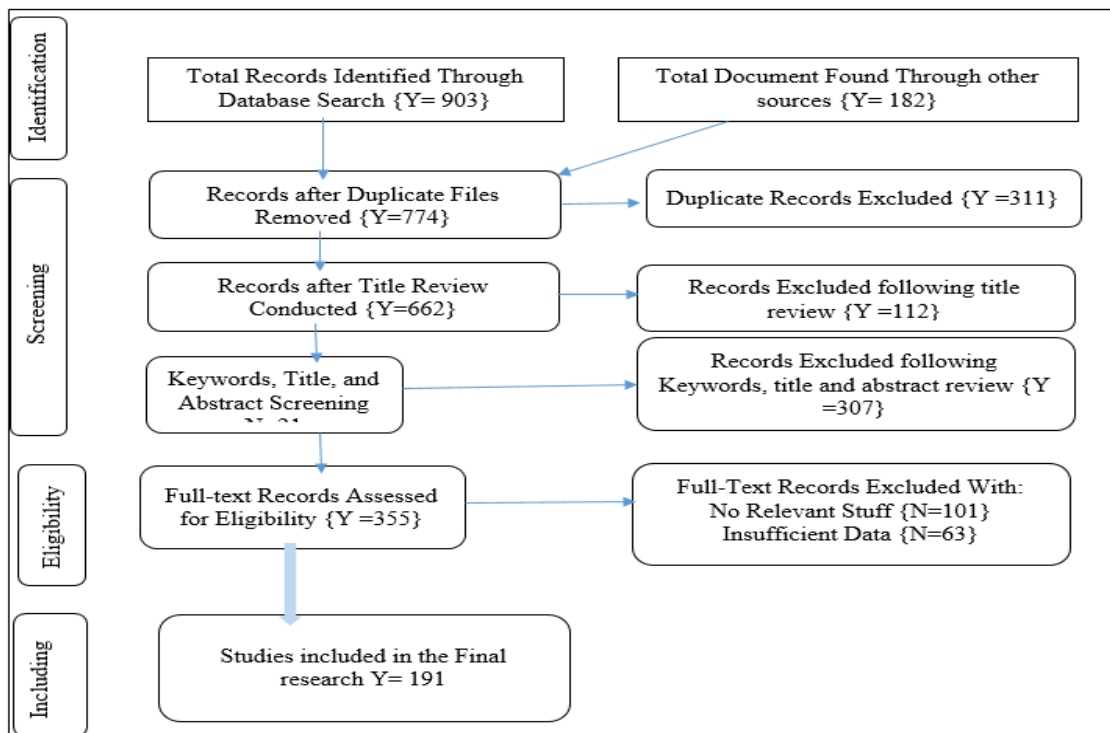 Identification
Total Records Identified Through
Database Search {Y= 903}
Total Document Found Through other
sources {Y= 182}
Screening
Records after Duplicate Files
Removed {Y=774}
Duplicate Records Excluded {Y =311}
Records after Title Review
Conducted {Y=662}
Records Excluded following title
review {Y =112}
Keywords, Title, and
Abstract Screening
Records Excluded following
Keywords, title and abstract review {Y
=307}
Eligibility
Full-text Records Assessed
for Eligibility {Y =355}
Full-Text Records Excluded With:
No Relevant Stuff {N=101}
Insufficient Data {N=63}
Including
Studies included in the Final
research Y= 191